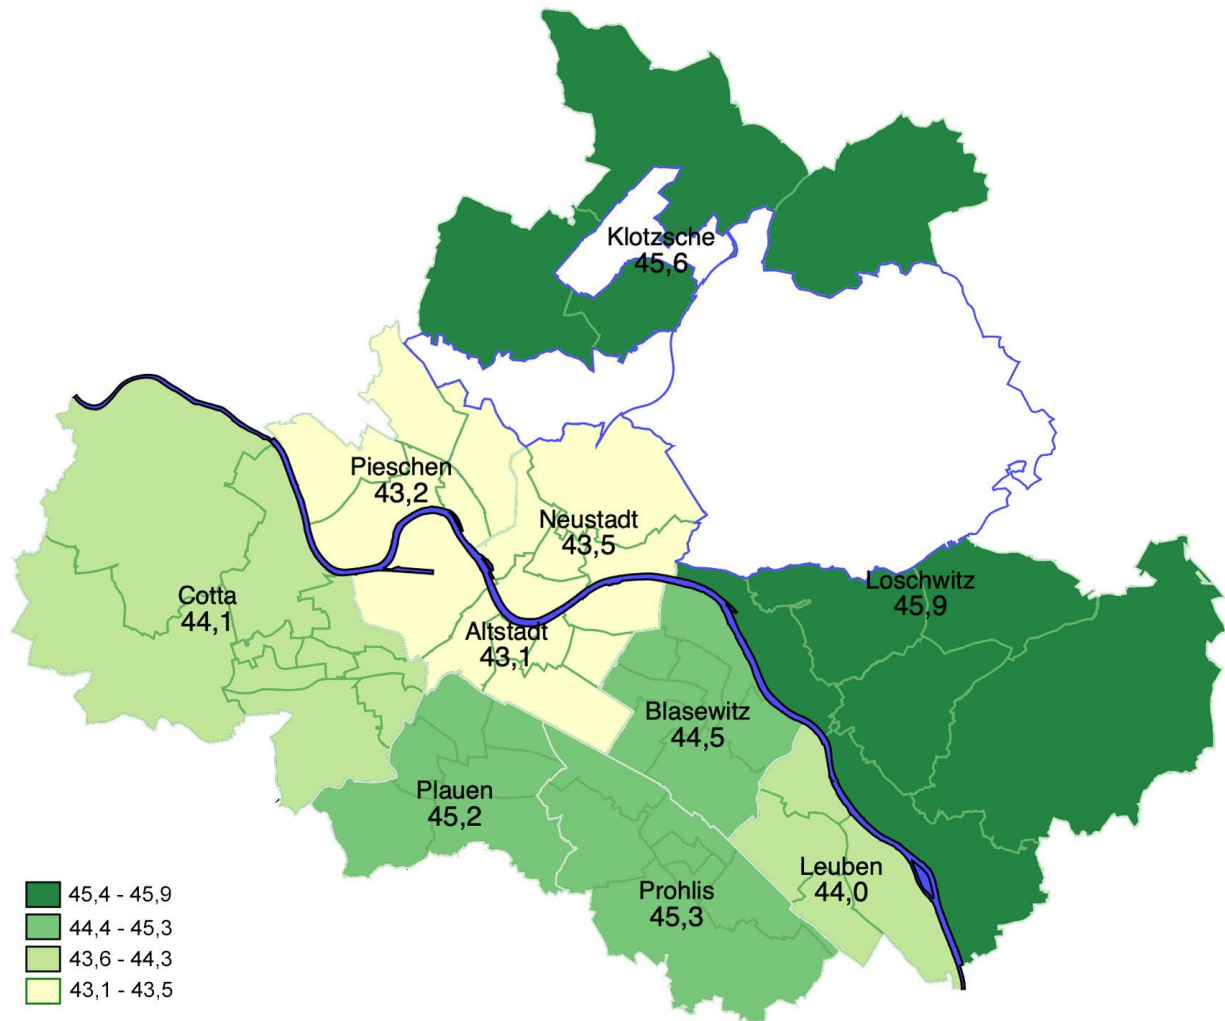 Klotzsche
45,6
Pieschen
43,2
Neustadt
43,5
Loschwitz
45,9
Cotta
44,1
Altstadt
43,1
Blasewitz
44,5
Plauen
45,2
Leuben
44,0
Prohlis
45,3
45,4 - 45,9
44,4 - 45,3
43,6 - 44,3
43,1 - 43,5